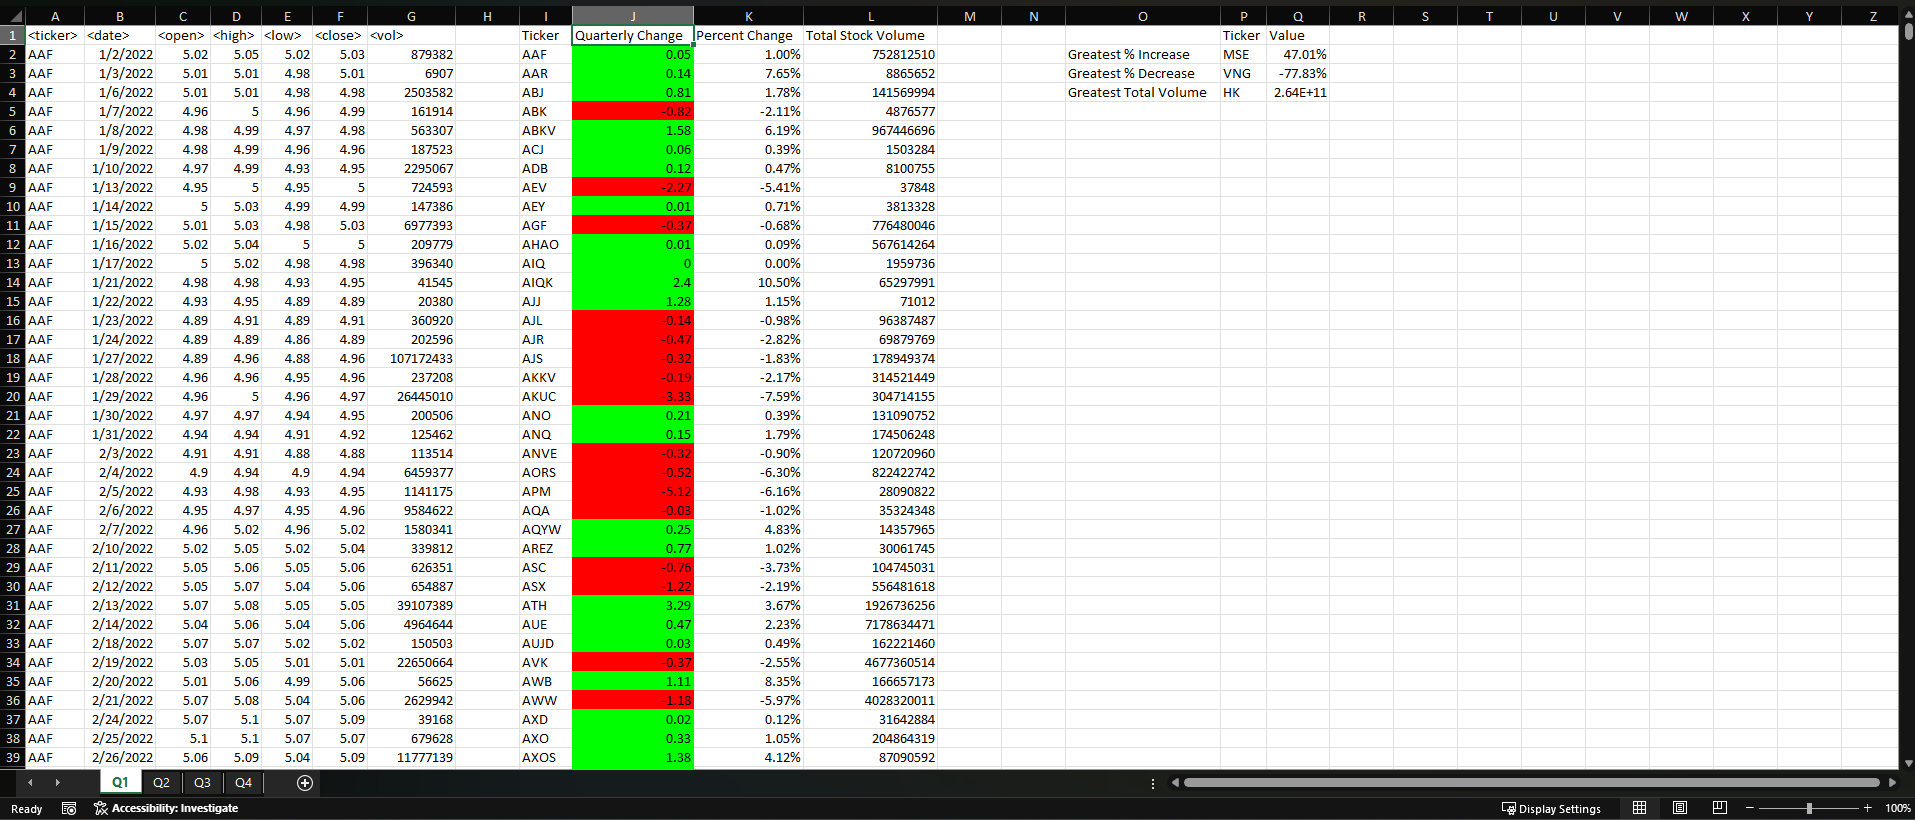 A B C D E F G H I J K L M N O P Q R S T U V W X Y Z
1 <ticker> <date> <open> <high> <low> <close> <vol> Ticker Quarterly Change Percent Change Total Stock Volume Ticker Value
2 AAF 1/2/2022 5.02 5.05 5.02 5.03 879382 AAF 0.05 1.00% 752812510 Greatest % Increase MSE 47.01%
3 AAF 1/3/2022 5.01 5.01 4.98 5.01 6907 AAR 0.14 7.65% 8865652 Greatest % Decrease VNG -77.83%
4 AAF 1/6/2022 5.01 5.01 4.98 4.98 2503582 ABJ 0.81 1.78% 141569994 Greatest Total Volume HK 2.64E+11
5 AAF 1/7/2022 4.96 5 4.96 4.99 161914 ABK -0.82 -2.11% 4876577
6 AAF 1/8/2022 4.98 4.99 4.97 4.98 563307 ABKV 1.58 6.19% 967446696
7 AAF 1/9/2022 4.98 4.99 4.96 4.96 187523 ACJ 0.06 0.39% 1503284
8 AAF 1/10/2022 4.97 4.99 4.93 4.95 2295067 ADB 0.12 0.47% 8100755
9 AAF 1/13/2022 4.95 5 4.95 5 724593 AEV -2.27 -5.41% 37848
10 AAF 1/14/2022 5 5.03 4.99 4.99 147386 AEY 0.01 0.71% 3813328
11 AAF 1/15/2022 5.01 5.03 4.98 5.03 6977393 AGF -0.37 -0.68% 776480046
12 AAF 1/16/2022 5.02 5.04 5 5 209779 AHAO 0.01 0.09% 567614264
13 AAF 1/17/2022 5 5.02 4.98 4.98 396340 AIQ 0 0.00% 1959736
14 AAF 1/21/2022 4.98 4.98 4.93 4.95 41545 AIQK 2.4 10.50% 65297991
15 AAF 1/22/2022 4.93 4.95 4.89 4.89 20380 AJJ 1.28 1.15% 71012
16 AAF 1/23/2022 4.89 4.91 4.89 4.91 360920 AJL -0.14 -0.98% 96387487
17 AAF 1/24/2022 4.89 4.89 4.86 4.89 202596 AJR -0.47 -2.82% 69879769
18 AAF 1/27/2022 4.89 4.96 4.88 4.96 107172433 AJS -0.32 -1.83% 178949374
19 AAF 1/28/2022 4.96 4.96 4.95 4.96 237208 AKKV -0.19 -2.17% 314521449
20 AAF 1/29/2022 4.96 5 4.96 4.97 26445010 AKUC -3.33 -7.59% 304714155
21 AAF 1/30/2022 4.97 4.97 4.94 4.95 200506 ANO 0.21 0.39% 131090752
22 AAF 1/31/2022 4.94 4.94 4.91 4.92 125462 ANQ 0.15 1.79% 174506248
23 AAF 2/3/2022 4.91 4.91 4.88 4.88 113514 ANVE -0.32 -0.90% 120720960
24 AAF 2/4/2022 4.9 4.94 4.9 4.94 6459377 AORS -0.52 -6.30% 822422742
25 AAF 2/5/2022 4.93 4.98 4.93 4.95 1141175 APM -5.12 -6.16% 28090822
26 AAF 2/6/2022 4.95 4.97 4.95 4.96 9584622 AQA -0.03 -1.02% 35324348
27 AAF 2/7/2022 4.96 5.02 4.96 5.02 1580341 AQYW 0.25 4.83% 14357965
28 AAF 2/10/2022 5.02 5.05 5.02 5.04 339812 AREZ 0.77 1.02% 30061745
29 AAF 2/11/2022 5.05 5.06 5.05 5.06 626351 ASC -0.76 -3.73% 104745031
30 AAF 2/12/2022 5.05 5.07 5.04 5.06 654887 ASX -1.22 -2.19% 556481618
31 AAF 2/13/2022 5.07 5.08 5.05 5.05 39107389 ATH 3.29 3.67% 1926736256
32 AAF 2/14/2022 5.04 5.06 5.04 5.06 4964644 AUE 0.47 2.23% 7178634471
33 AAF 2/18/2022 5.07 5.07 5.02 5.02 150503 AUJD 0.03 0.49% 162221460
34 AAF 2/19/2022 5.03 5.05 5.01 5.01 22650664 AVK -0.37 -2.55% 4677360514
35 AAF 2/20/2022 5.01 5.06 4.99 5.06 56625 AWB 1.11 8.35% 166657173
36 AAF 2/21/2022 5.07 5.08 5.04 5.06 2629942 AWW -1.18 -5.97% 4028320011
37 AAF 2/24/2022 5.07 5.1 5.07 5.09 39168 AXD 0.02 0.12% 31642884
38 AAF 2/25/2022 5.1 5.1 5.07 5.07 679628 AXO 0.33 1.05% 204864319
39 AAF 2/26/2022 5.06 5.09 5.04 5.09 11777139 AXOS 1.38 4.12% 87090592
Q1 Q2 Q3 Q4
Ready Accessibility: Investigate Display Settings 100%